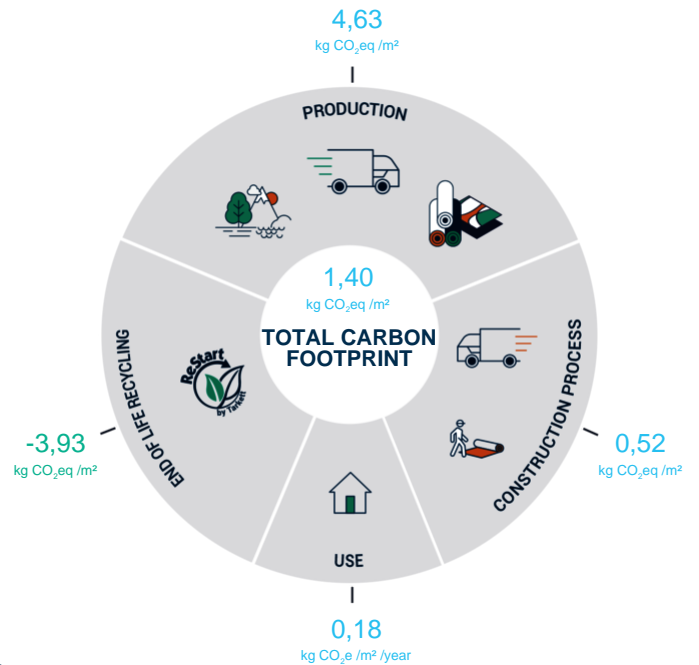 4,63
kg CO₂eq /m²
PRODUCTION
1,40
kg CO₂eq /m²
TOTAL CARBON
FOOTPRINT
CONSTRUCTION PROCESS
0,52
kg CO₂eq /m²
END OF LIFE RECYCLING
ReStart
by Tarkett
-3,93
kg CO₂eq /m²
USE
0,18
kg CO₂e /m² /year